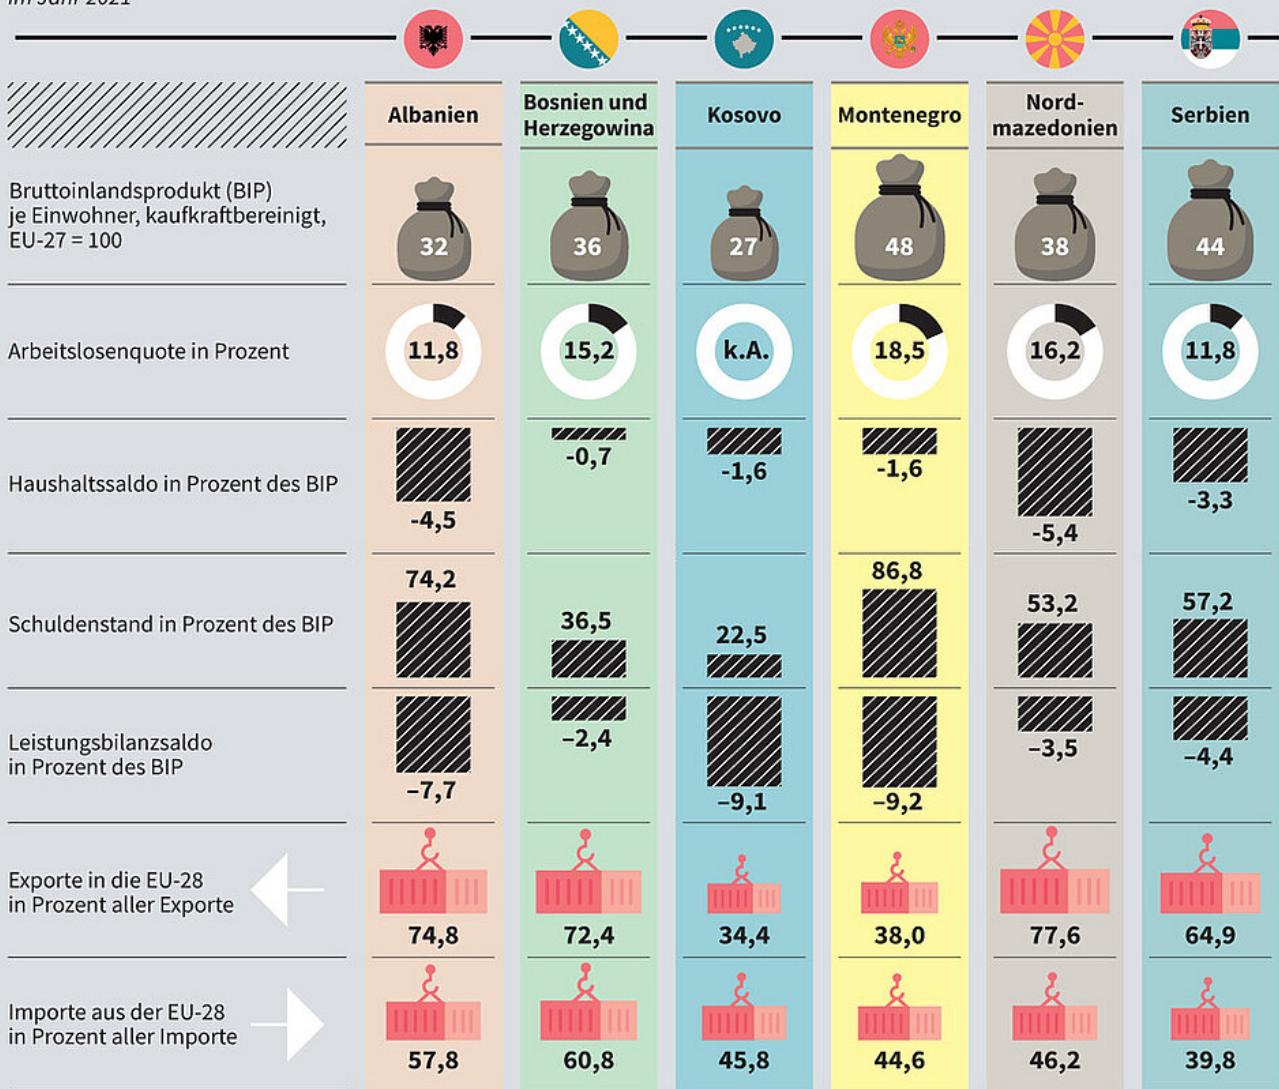 im Jahr 2021
Albanien
Bosnien und
Herzegowina
Kosovo
Montenegro
Nord-
mazedonien
Serbien
Bruttoinlandsprodukt (BIP)
je Einwohner, kaufkraftbereinigt,
EU-27 = 100
32 36 27 48 38 44
Arbeitslosenquote in Prozent
11,8 15,2 k.A. 18,5 16,2 11,8
Haushaltssaldo in Prozent des BIP
-4,5 -0,7 -1,6 -1,6 -5,4 -3,3
Schuldenstand in Prozent des BIP
74,2 36,5 22,5 86,8 53,2 57,2
Leistungsbilanzsaldo
in Prozent des BIP
–7,7 –2,4 –9,1 –9,2 –3,5 –4,4
Exporte in die EU-28
in Prozent aller Exporte
74,8 72,4 34,4 38,0 77,6 64,9
Importe aus der EU-28
in Prozent aller Importe
57,8 60,8 45,8 44,6 46,2 39,8